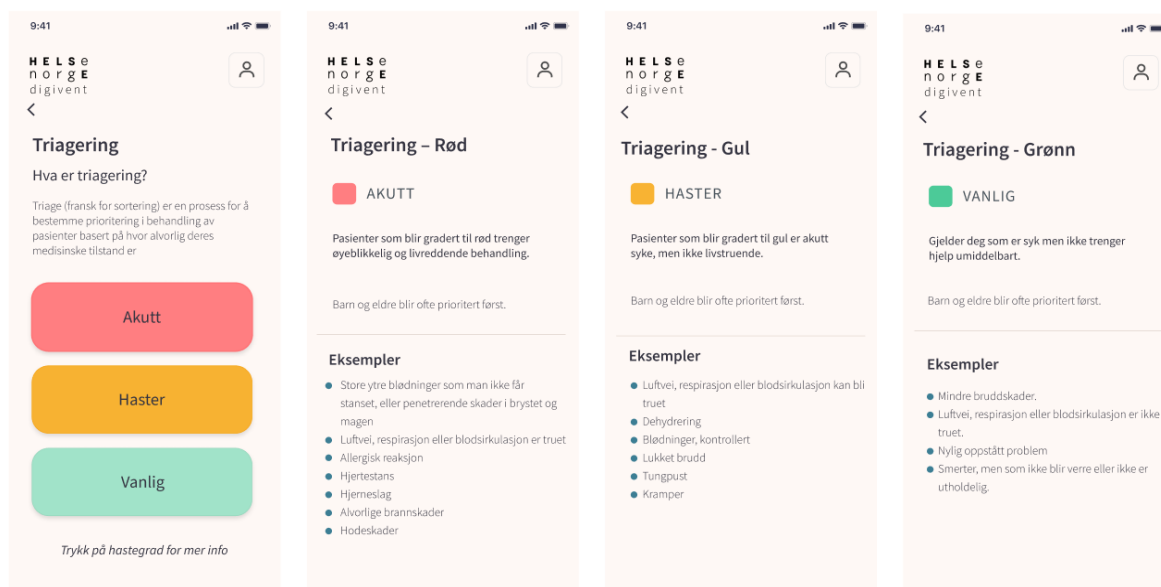 9:41
HELSe
norgE
digivent
Triagering
Hva er triagering?
Triage (fransk for sortering) er en prosess for å
bestemme prioritering i behandling av
pasienter basert på hvor alvorlig deres
medisinske tilstand er
Akutt
Haster
Vanlig
Trykk på hastegrad for mer info
9:41
HELSe
norgE
digivent
Triagering – Rød
AKUTT
Pasienter som blir gradert til rød trenger
øyeblikkelig og livreddende behandling.
Barn og eldre blir ofte prioritert først.
Eksempler
Store ytre blødninger som man ikke får
stanset, eller penetrerende skader i brystet og
magen
Luftvei, respirasjon eller blodsirkulasjon er truet
Allergisk reaksjon
Hjertestans
Hjerneslag
Alvorlige brannskader
Hodeskader
9:41
HELSe
norgE
digivent
Triagering - Gul
HASTER
Pasienter som blir gradert til gul er akutt
syke, men ikke livstruende.
Barn og eldre blir ofte prioritert først.
Eksempler
Luftvei, respirasjon eller blodsirkulasjon kan bli
truet
Dehydrering
Blødninger, kontrollert
Lukket brudd
Tungpust
Kramper
9:41
HELSe
norgE
digivent
Triagering - Grønn
VANLIG
Gjelder deg som er syk men ikke trenger
hjelp umiddelbart.
Barn og eldre blir ofte prioritert først.
Eksempler
Mindre bruddskader.
Luftvei, respirasjon eller blodsirkulasjon er ikke
truet.
Nylig oppstått problem
Smerter, men som ikke blir verre eller ikke er
utholdelig.